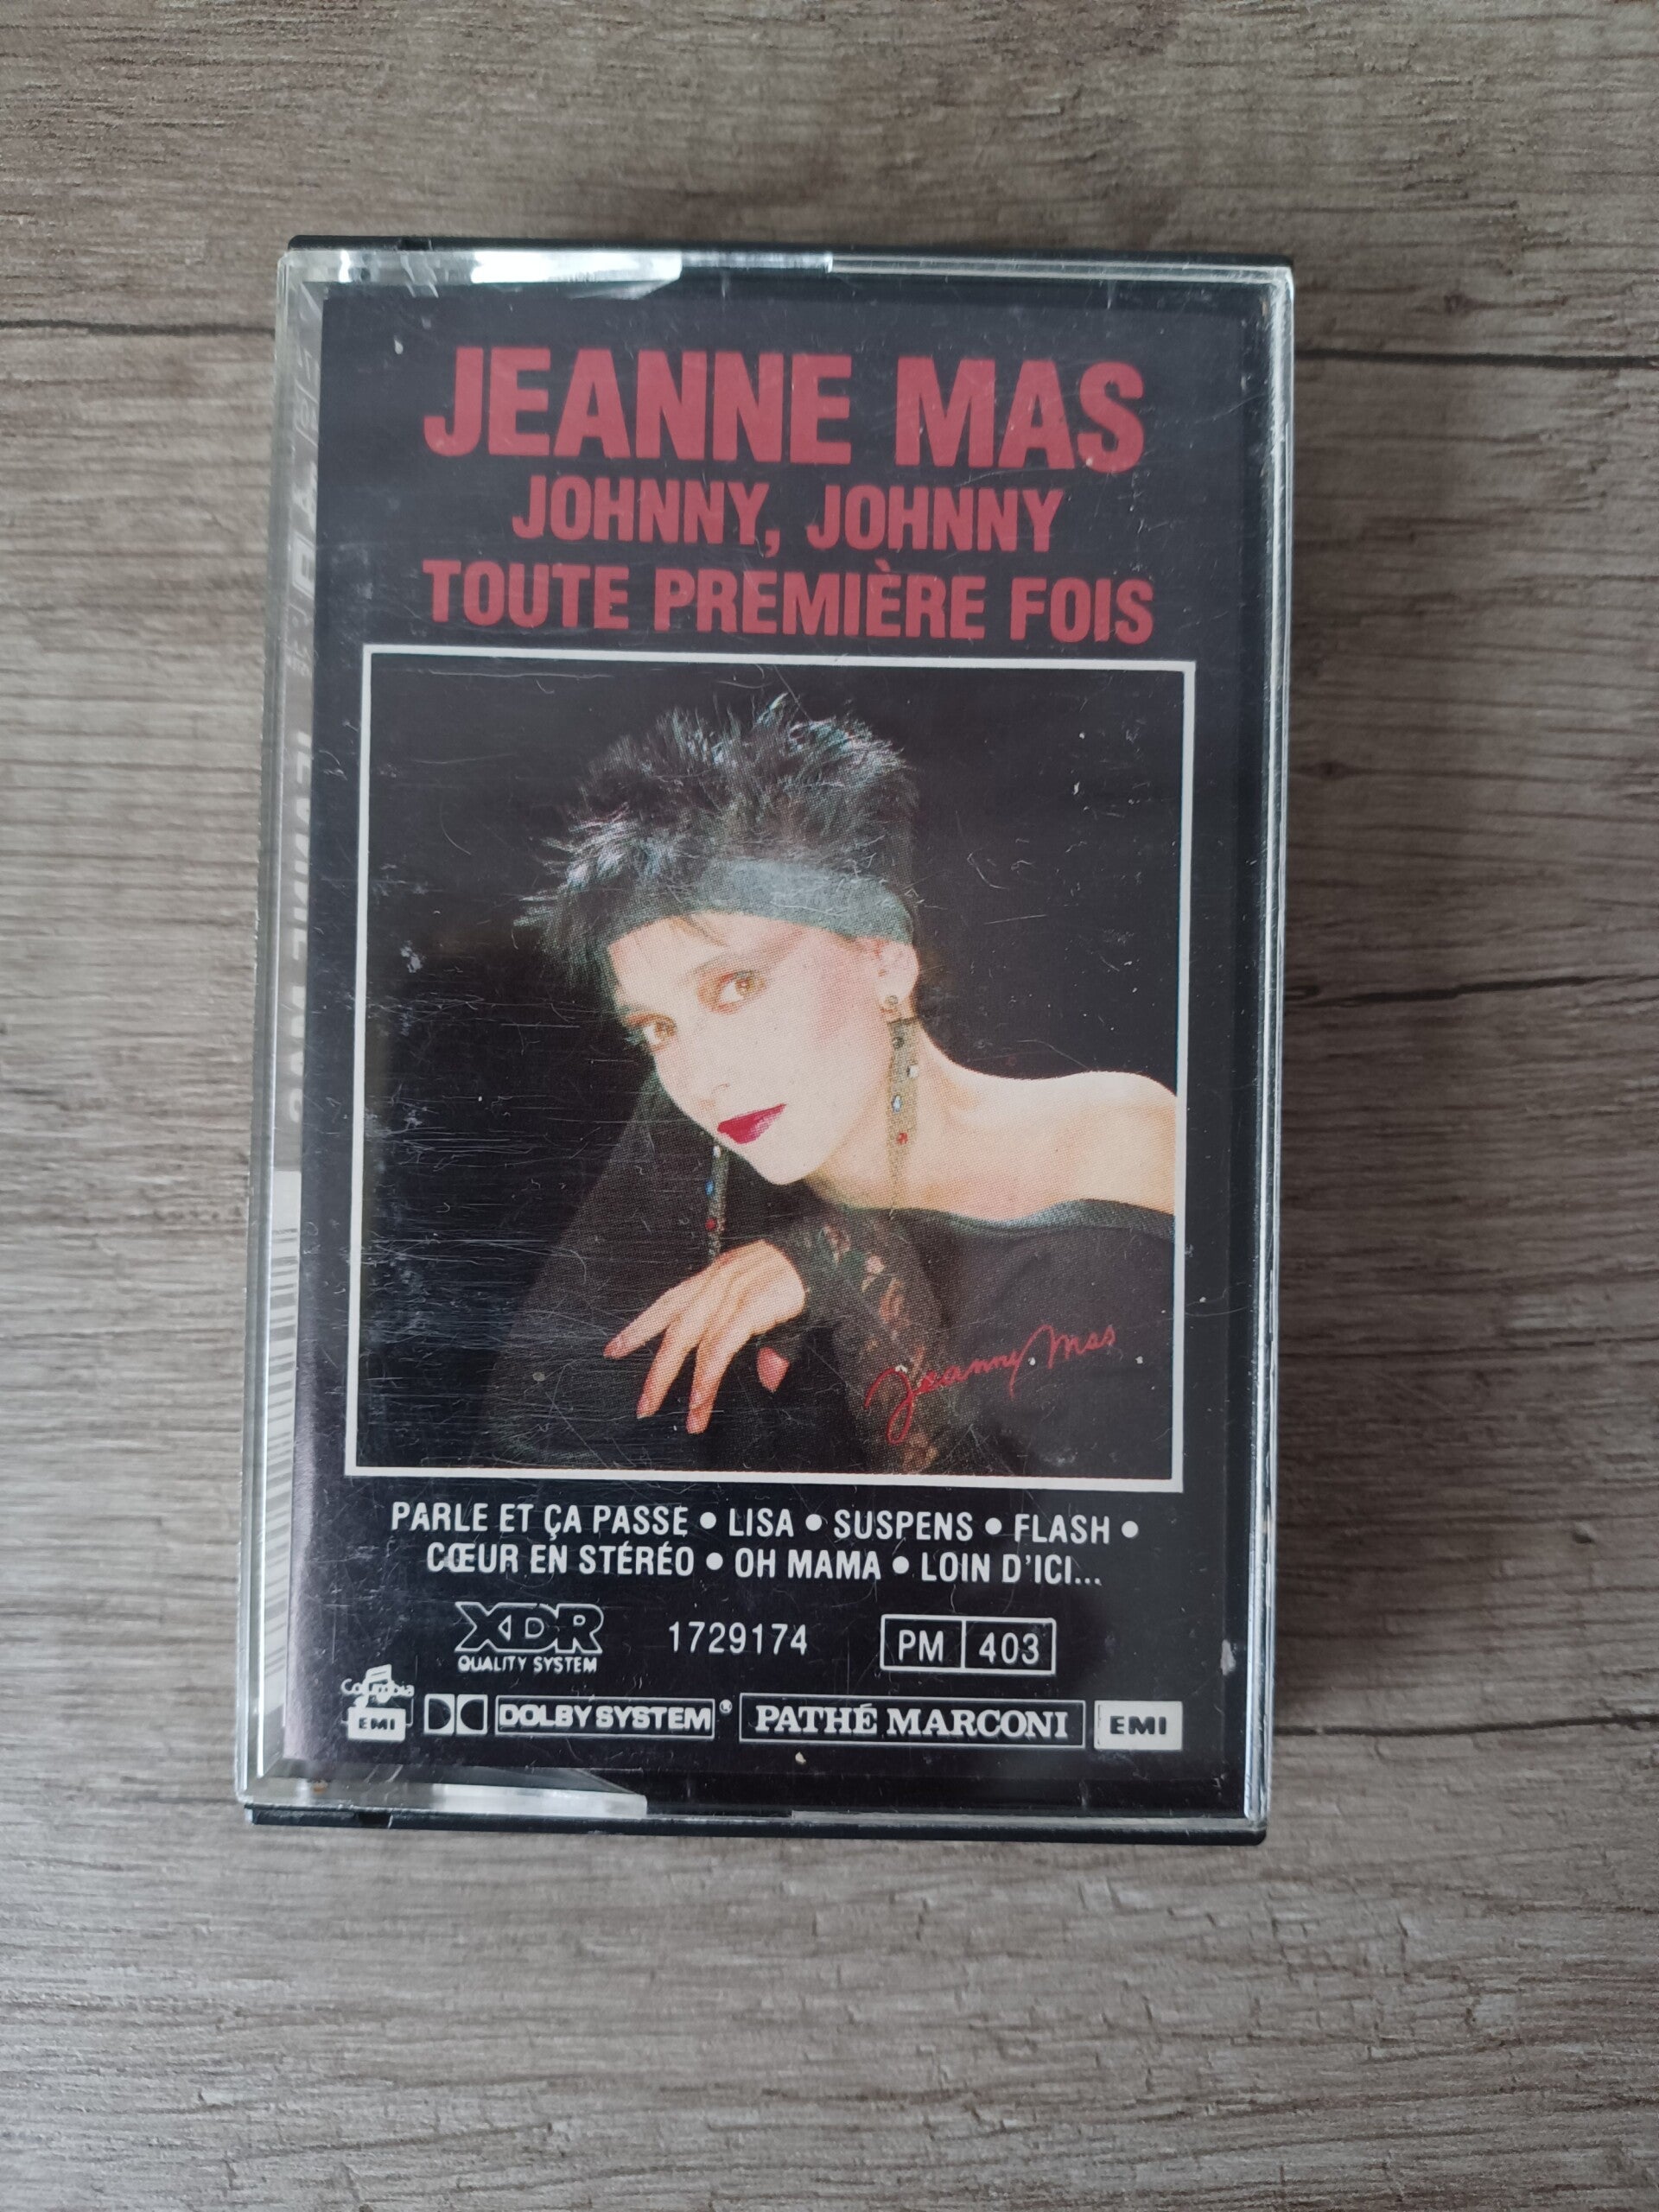 JEANNE MAS
JOHNNY, JOHNNY
TOUTE PREMIÈRE FOIS
Jeanne Mas
PARLE ET ÇA PASSE • LISA • SUSPENS • FLASH •
CŒUR EN STÉRÉO • OH MAMA • LOIN D'ICI...
XDR 1729174 PM 403
QUALITY SYSTEM
Columbia
EMI DOLBY SYSTEM® PATHÉ MARCONI EMI